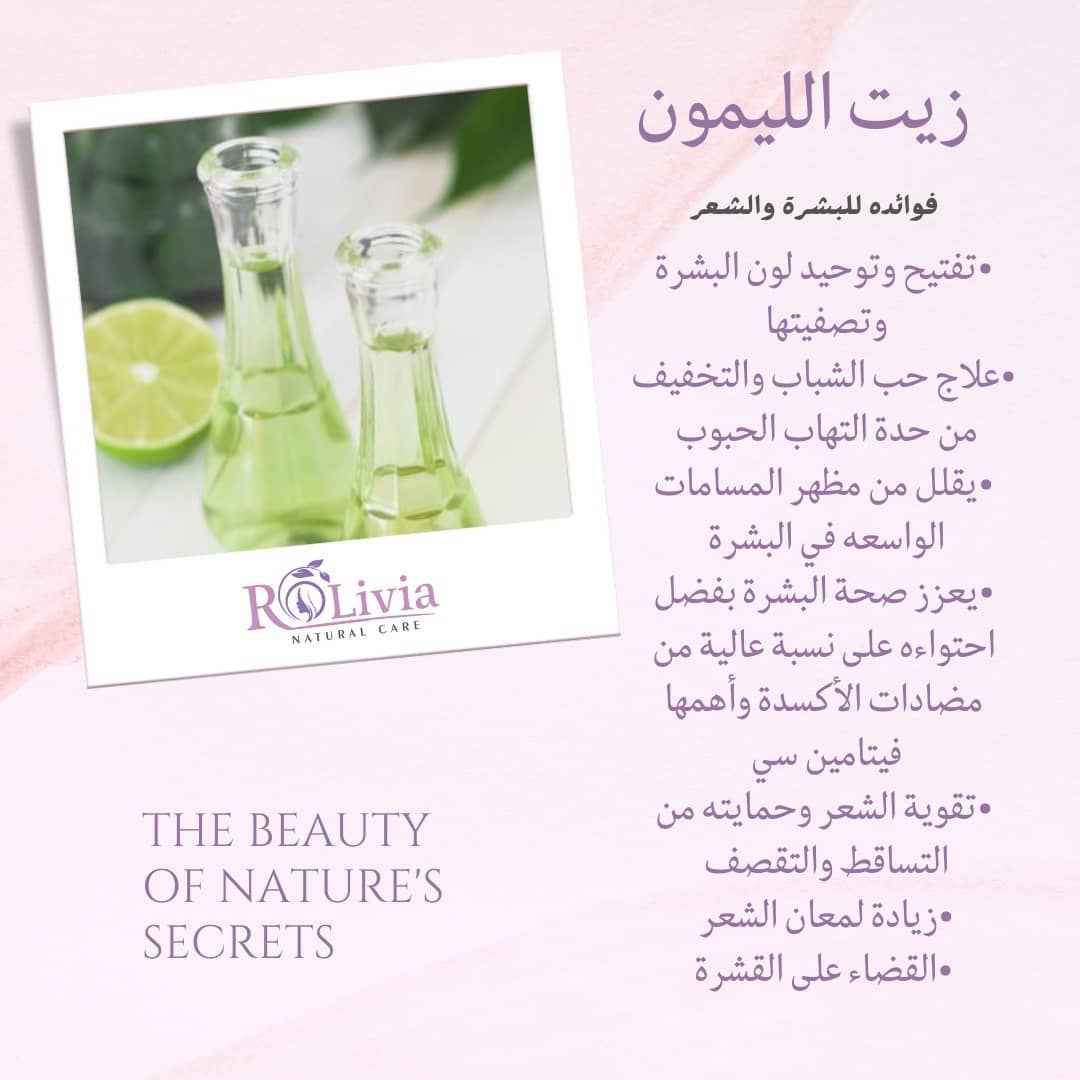 زيت الليمون
فوائده للبشرة والشعر
•تفتيح وتوحيد لون البشرة
وتصفيتها
•علاج حب الشباب والتخفيف
من حدة التهاب الحبوب
•يقلل من مظهر المسامات
الواسعه في البشرة
•يعزز صحة البشرة بفضل
احتواءه على نسبة عالية من
مضادات الأكسدة وأهمها
فيتامين سي
•تقوية الشعر وحمايته من
التساقط والتقصف
•زيادة لمعان الشعر
•القضاء على القشرة
ROLivia
NATURAL CARE
THE BEAUTY
OF NATURE'S
SECRETS